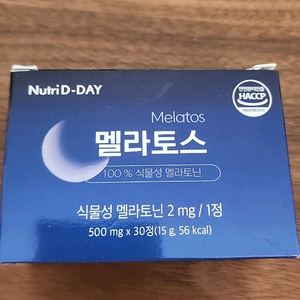 Nutri D-DAY
HACCP
Melatos
멜라토스
100 % 식물성 멜라토닌
식물성 멜라토닌 2 mg / 1정
500 mg x 30정(15 g, 56 kcal)